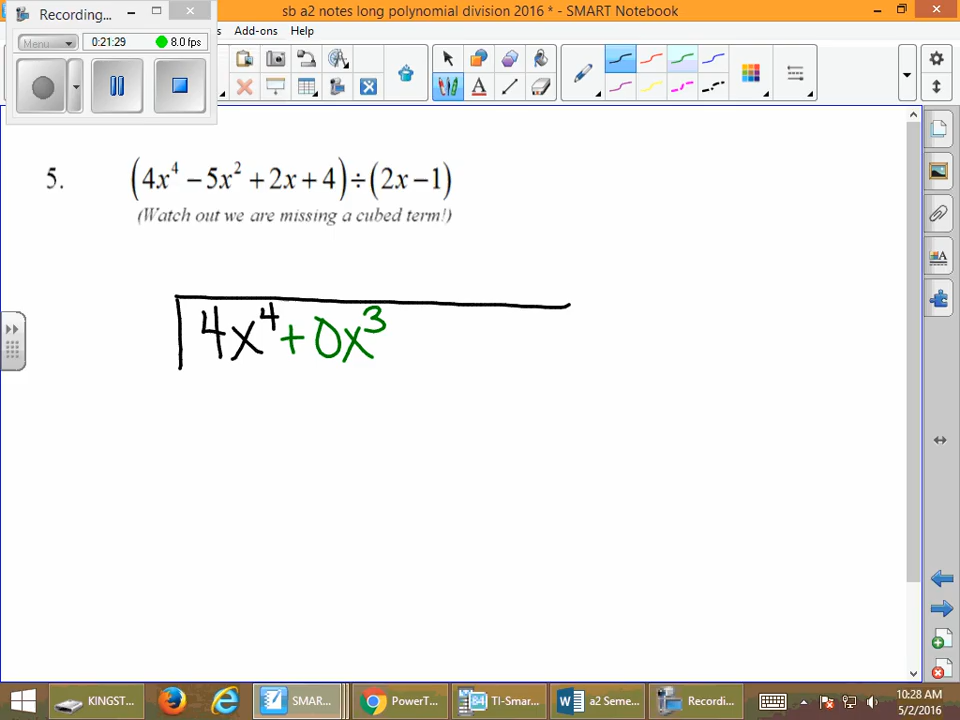 sb a2 notes long polynomial division 2016 * - SMART Notebook
Recording...
Menu
0:21:29
8.0 fps
s Add-ons Help
5. (4x⁴ − 5x² + 2x + 4) ÷ (2x − 1)
(Watch out we are missing a cubed term!)
4x⁴ + 0x³
KINGST...
SMAR...
PowerT...
TI-Smar...
a2 Seme...
Recordi...
10:28 AM
5/2/2016